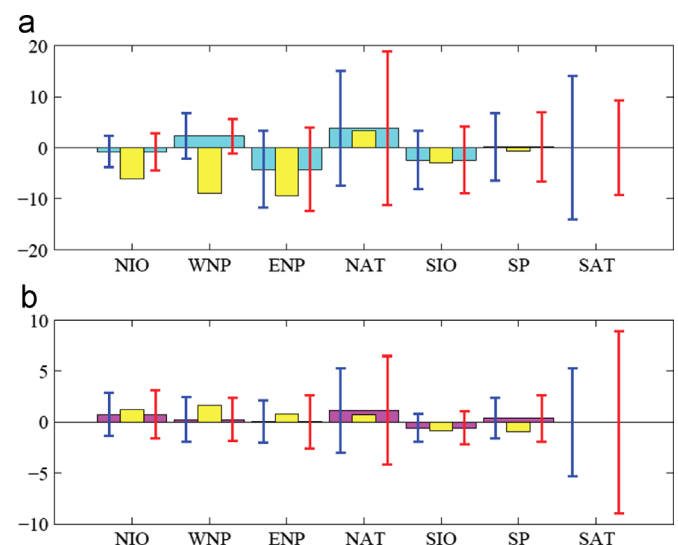 a
20
10
0
−10
−20
NIO WNP ENP NAT SIO SP SAT
b
10
5
0
−5
−10
NIO WNP ENP NAT SIO SP SAT